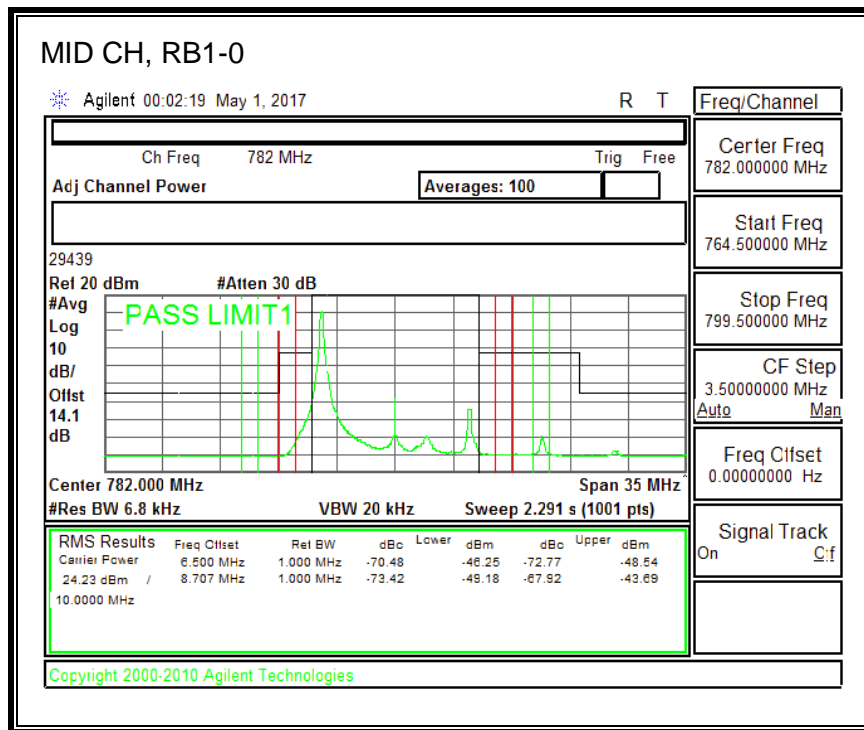 MID CH, RB1-0
Agilent 00:02:19 May 1, 2017 R T
Freq/Channel
Ch Freq 782 MHz Trig Free
Adj Channel Power Averages: 100
Center Freq
782.000000 MHz
Start Freq
764.500000 MHz
29439
Ref 20 dBm #Atten 30 dB
#Avg
Log
10
dB/
Offst
14.1
dB
PASS LIMIT1
Stop Freq
799.500000 MHz
CF Step
3.50000000 MHz
Auto Man
Freq Offset
0.00000000 Hz
Center 782.000 MHz Span 35 MHz
#Res BW 6.8 kHz VBW 20 kHz Sweep 2.291 s (1001 pts)
Signal Track
On Off
RMS Results Freq Offset Ref BW dBc Lower dBm dBc Upper dBm
Carrier Power 6.500 MHz 1.000 MHz -70.48 -46.25 -72.77 -48.54
24.23 dBm / 8.707 MHz 1.000 MHz -73.42 -49.18 -67.92 -43.69
10.0000 MHz
Copyright 2000-2010 Agilent Technologies